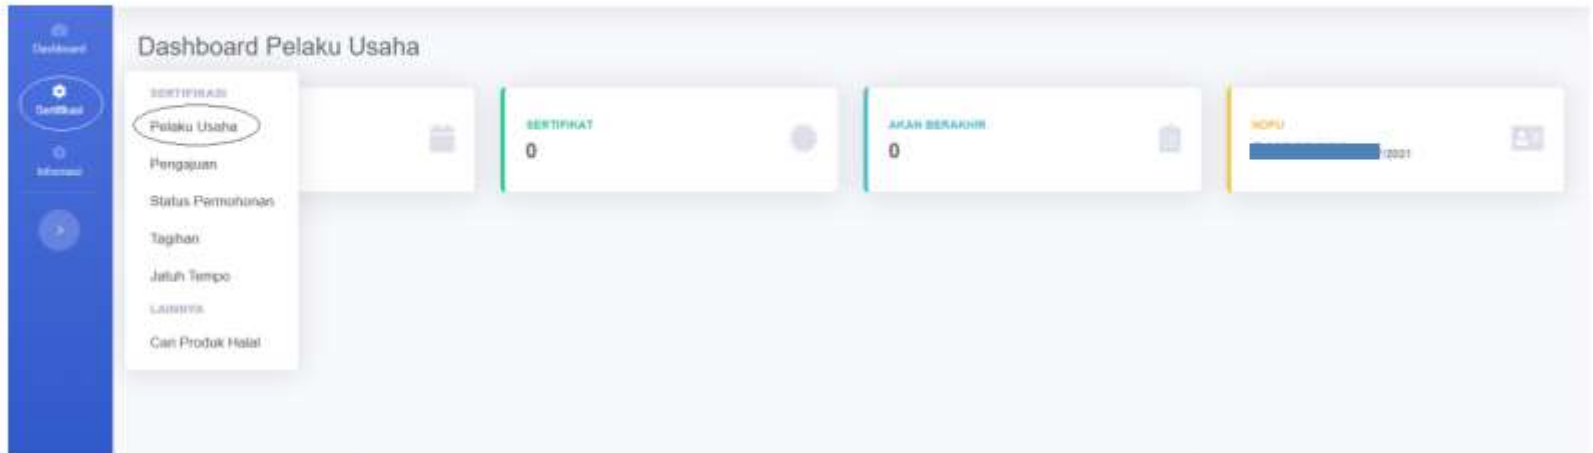 Dashboard
Sertifikasi
Informasi
Dashboard Pelaku Usaha
SERTIFIKASI
Pelaku Usaha
Pengajuan
Status Permohonan
Tagihan
Jatuh Tempo
LAINNYA
Cari Produk Halal
SERTIFIKAT
0
AKAN BERAKHIR
0
NOPU
/2021